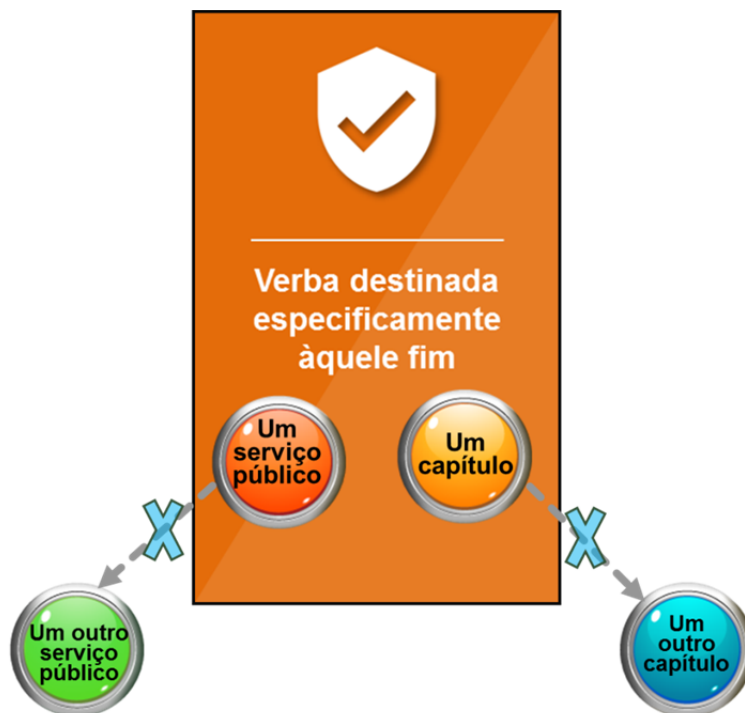 Verba destinada
especificamente
àquele fim
Um
serviço
público
Um
capítulo
Um outro
serviço
público
Um
outro
capítulo